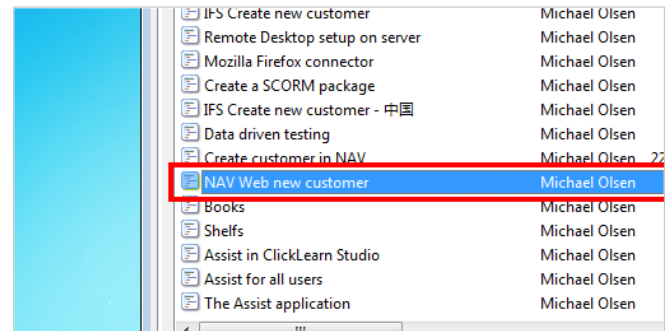 IFS Create new customer Michael Olsen
Remote Desktop setup on server Michael Olsen
Mozilla Firefox connector Michael Olsen
Create a SCORM package Michael Olsen
IFS Create new customer - 中国 Michael Olsen
Data driven testing Michael Olsen
Create customer in NAV Michael Olsen 22
NAV Web new customer Michael Olsen
Books Michael Olsen
Shelfs Michael Olsen
Assist in ClickLearn Studio Michael Olsen
Assist for all users Michael Olsen
The Assist application Michael Olsen